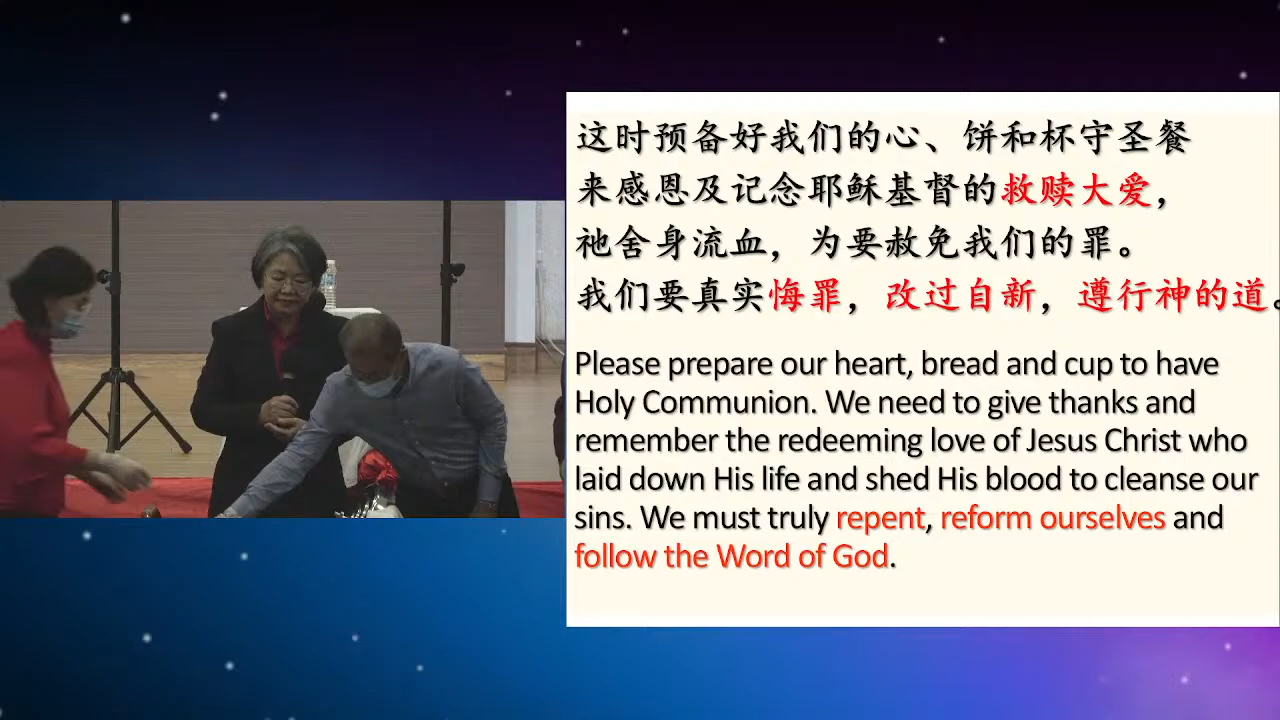 这时预备好我们的心、饼和杯守圣餐
来感恩及记念耶稣基督的救赎大爱，
祂舍身流血，为要赦免我们的罪。
我们要真实悔罪，改过自新，遵行神的道。
Please prepare our heart, bread and cup to have
Holy Communion. We need to give thanks and
remember the redeeming love of Jesus Christ who
laid down His life and shed His blood to cleanse our
sins. We must truly repent, reform ourselves and
follow the Word of God.